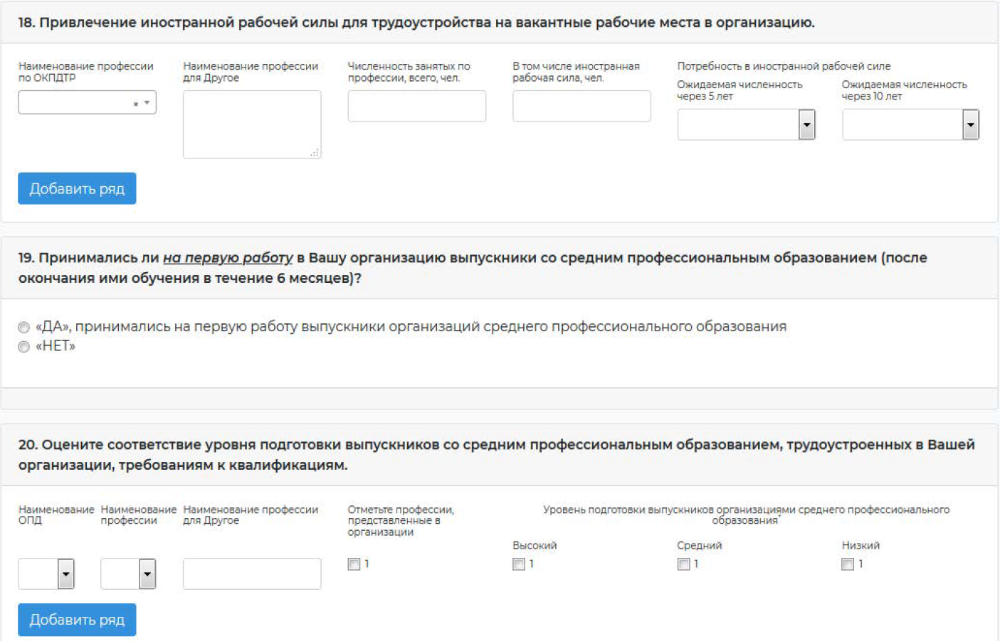 18. Привлечение иностранной рабочей силы для трудоустройства на вакантные рабочие места в организацию.
Наименование профессии
по ОКПДТР
Наименование профессии
для Другое
Численность занятых по
профессии, всего, чел.
В том числе иностранная
рабочая сила, чел.
Потребность в иностранной рабочей силе
Ожидаемая численность
через 5 лет
Ожидаемая численность
через 10 лет
Добавить ряд
19. Принимались ли на первую работу в Вашу организацию выпускники со средним профессиональным образованием (после
окончания ими обучения в течение 6 месяцев)?
«ДА», принимались на первую работу выпускники организаций среднего профессионального образования
«НЕТ»
20. Оцените соответствие уровня подготовки выпускников со средним профессиональным образованием, трудоустроенных в Вашей
организации, требованиям к квалификациям.
Наименование
ОПД
Наименование
профессии
Наименование профессии
для Другое
Отметьте профессии,
представленные в
организации
1
Уровень подготовки выпускников организациями среднего профессионального
образования*
Высокий
1
Средний
1
Низкий
1
Добавить ряд